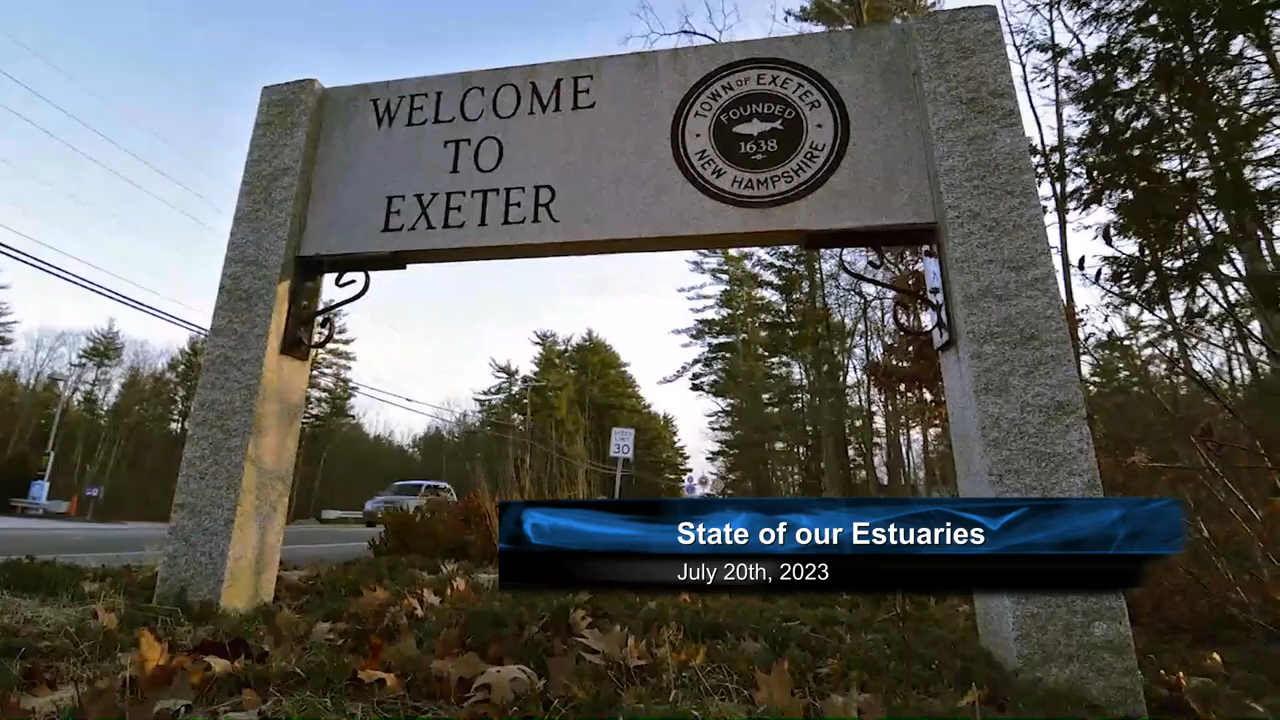 WELCOME
TO
EXETER
TOWN OF EXETER
FOUNDED
1638
NEW HAMPSHIRE
SPEED
LIMIT
30
State of our Estuaries
July 20th, 2023